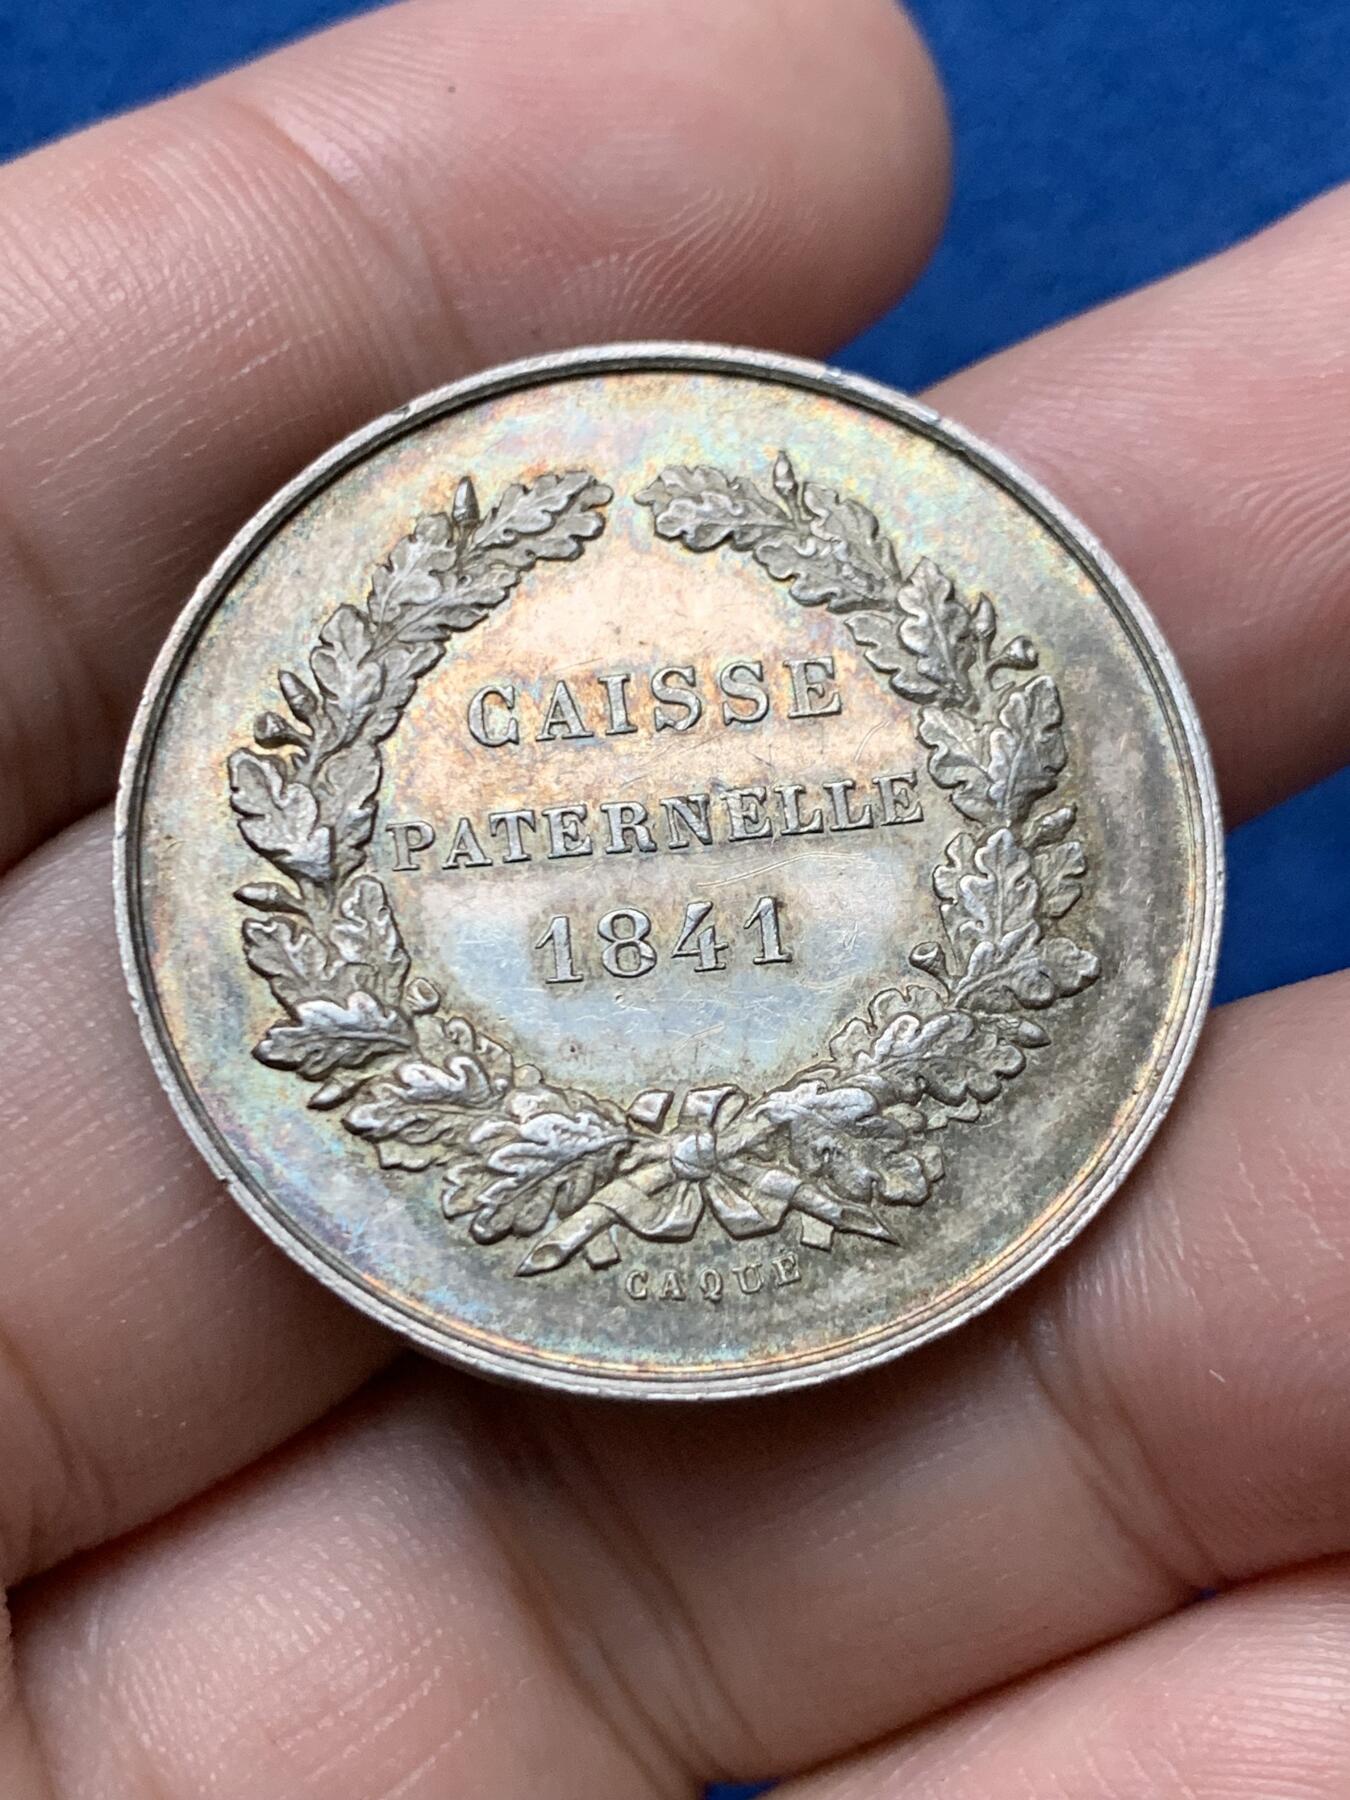 CAISSE
PATERNELLE
1841
CAQUÉ